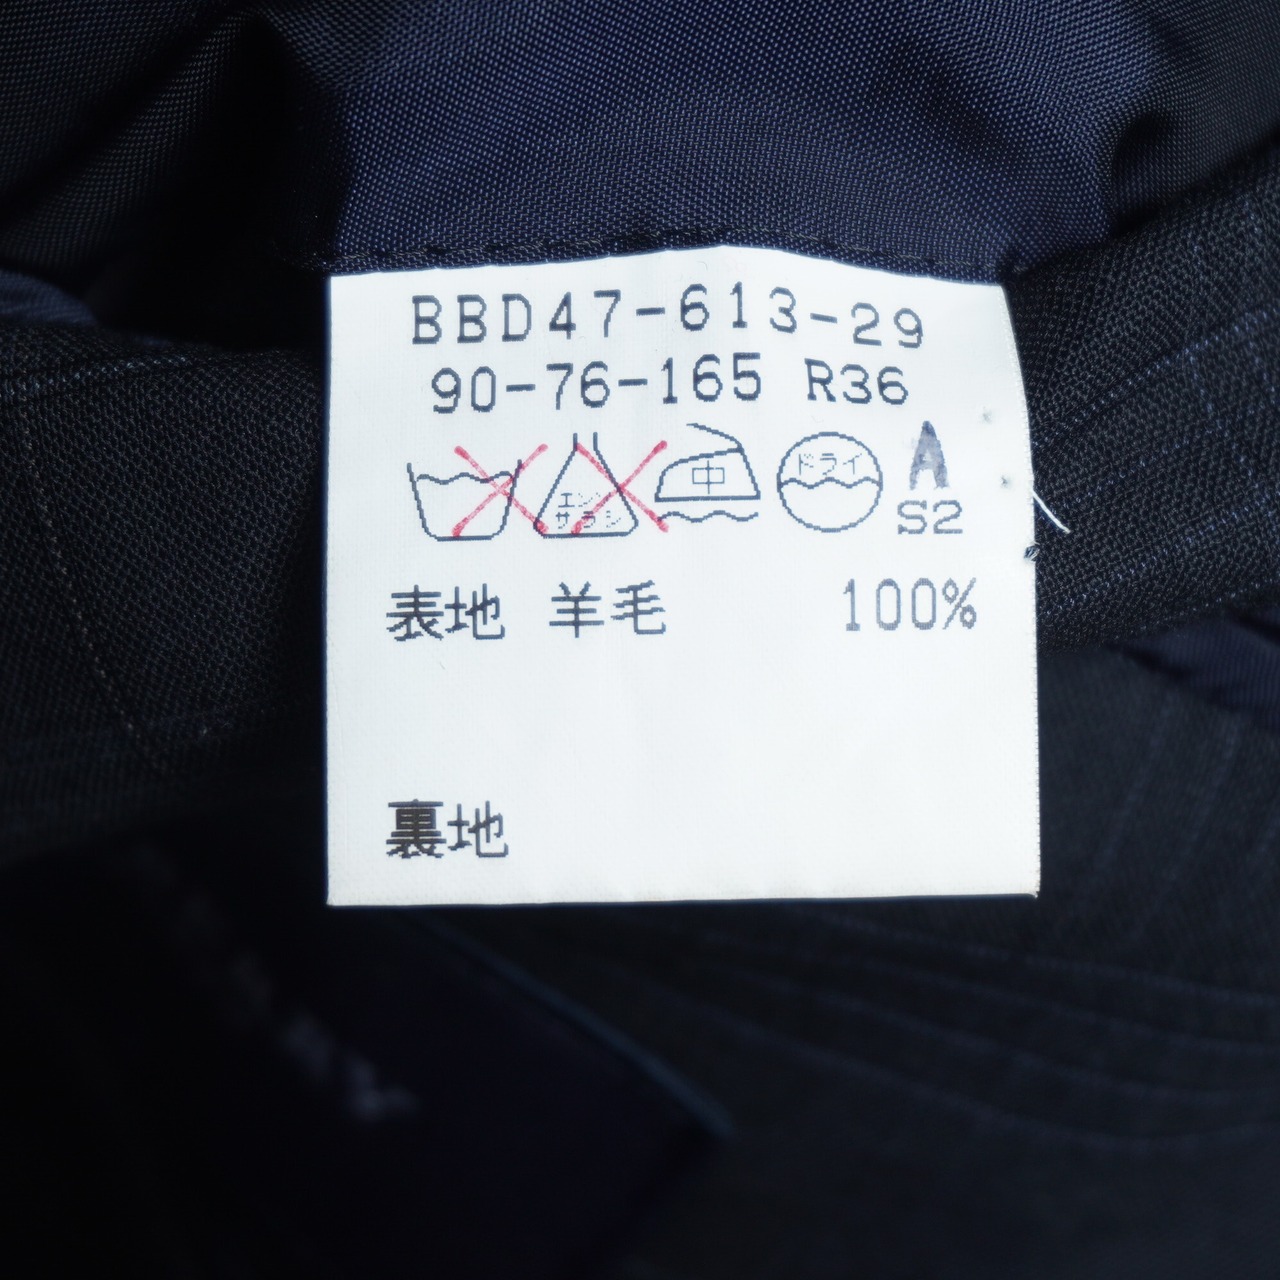 BBD47-613-29
90-76-165 R36
エンソ サラシ 中 ドライ A
S2
表地 羊毛 100%
裏地